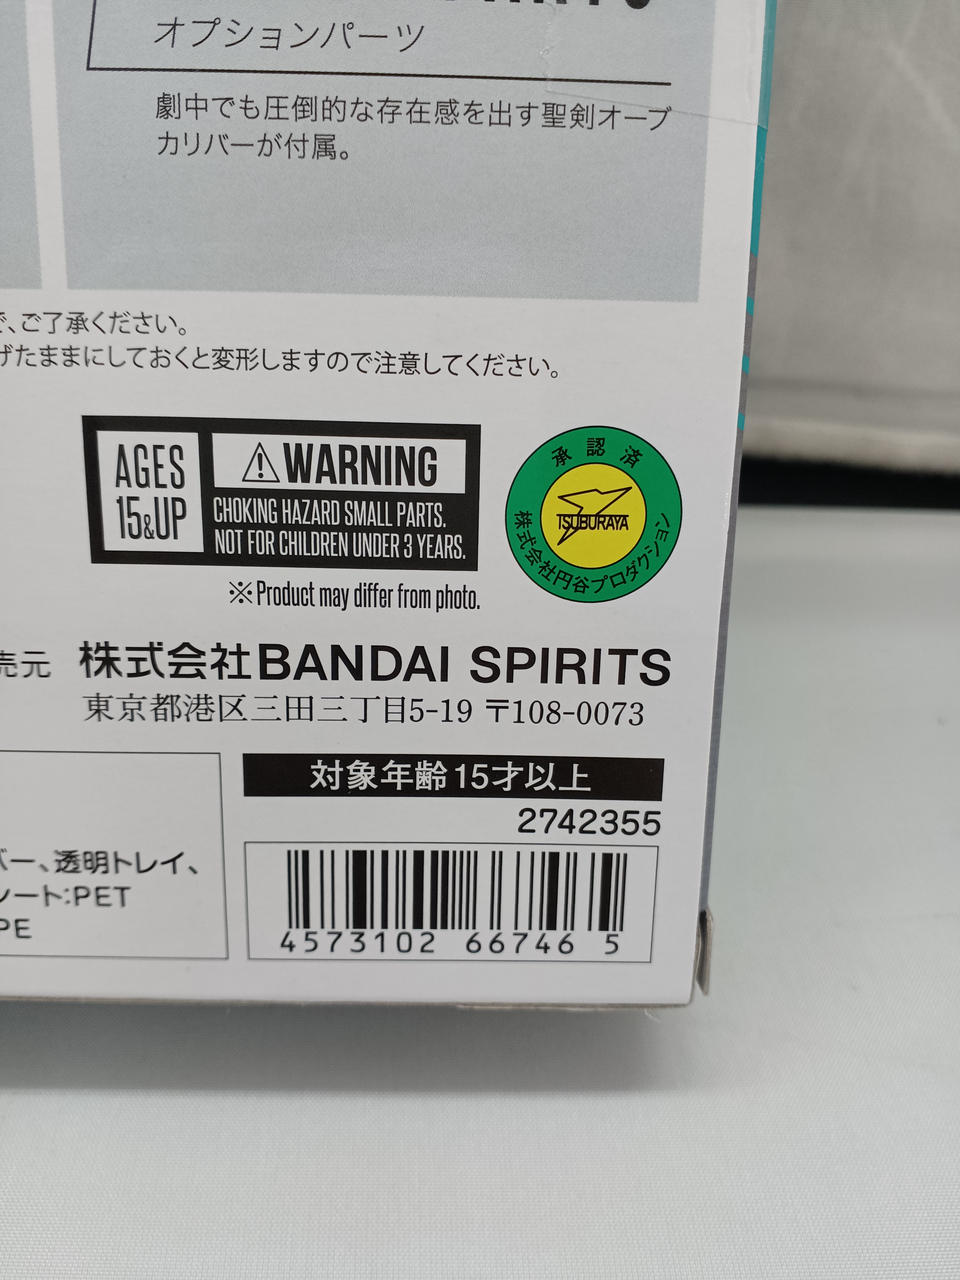 オプションパーツ
劇中でも圧倒的な存在感を出す聖剣オーブ
カリバーが付属。
で、ご了承ください。
げたままにしておくと変形しますので注意してください。
AGES
15&UP
⚠WARNING
CHOKING HAZARD SMALL PARTS.
NOT FOR CHILDREN UNDER 3 YEARS.
※Product may differ from photo.
承認済
TSUBURAYA
株式会社円谷プロダクション
売元 株式会社BANDAI SPIRITS
東京都港区三田三丁目5-19 〒108-0073
対象年齢15才以上
2742355
バー、透明トレイ、
シート:PET
PE
4573102 66746 5